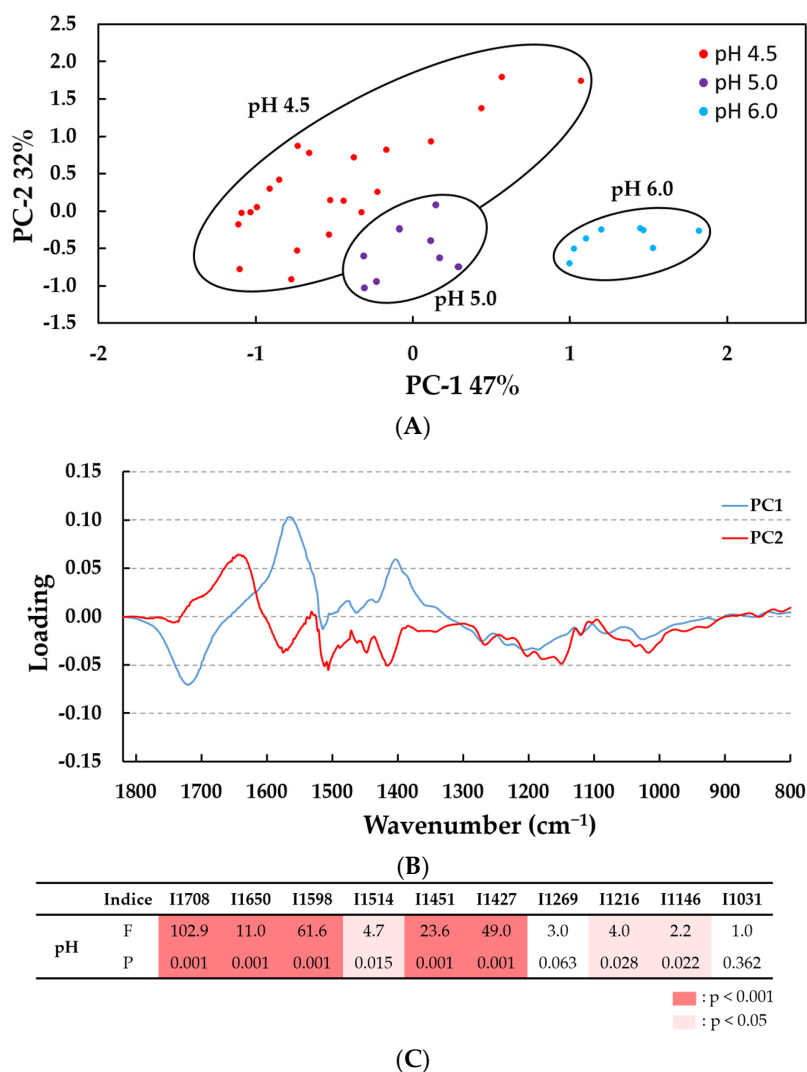 2.5
2.0
1.5
1.0
0.5
0.0
-0.5
-1.0
-1.5
PC-2 32%
pH 4.5
pH 5.0
pH 6.0
pH 4.5
pH 6.0
pH 5.0
-2 -1 0 1 2
PC-1 47%
(A)
0.15
0.10
0.05
0.00
-0.05
-0.10
-0.15
Loading
PC1
PC2
1800 1700 1600 1500 1400 1300 1200 1100 1000 900 800
Wavenumber (cm⁻¹)
(B)
Indice I1708 I1650 I1598 I1514 I1451 I1427 I1269 I1216 I1146 I1031
pH
F 102.9 11.0 61.6 4.7 23.6 49.0 3.0 4.0 2.2 1.0
P 0.001 0.001 0.001 0.015 0.001 0.001 0.063 0.028 0.022 0.362
: p < 0.001
: p < 0.05
(C)